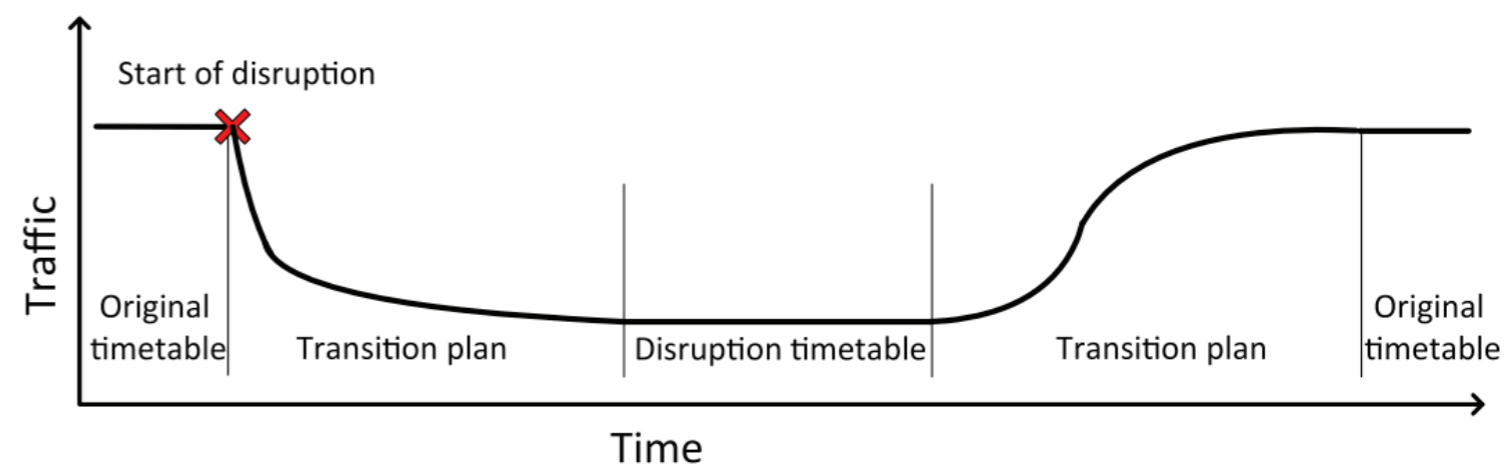 Start of disruption
Traffic
Original
timetable
Transition plan
Disruption timetable
Transition plan
Original
timetable
Time